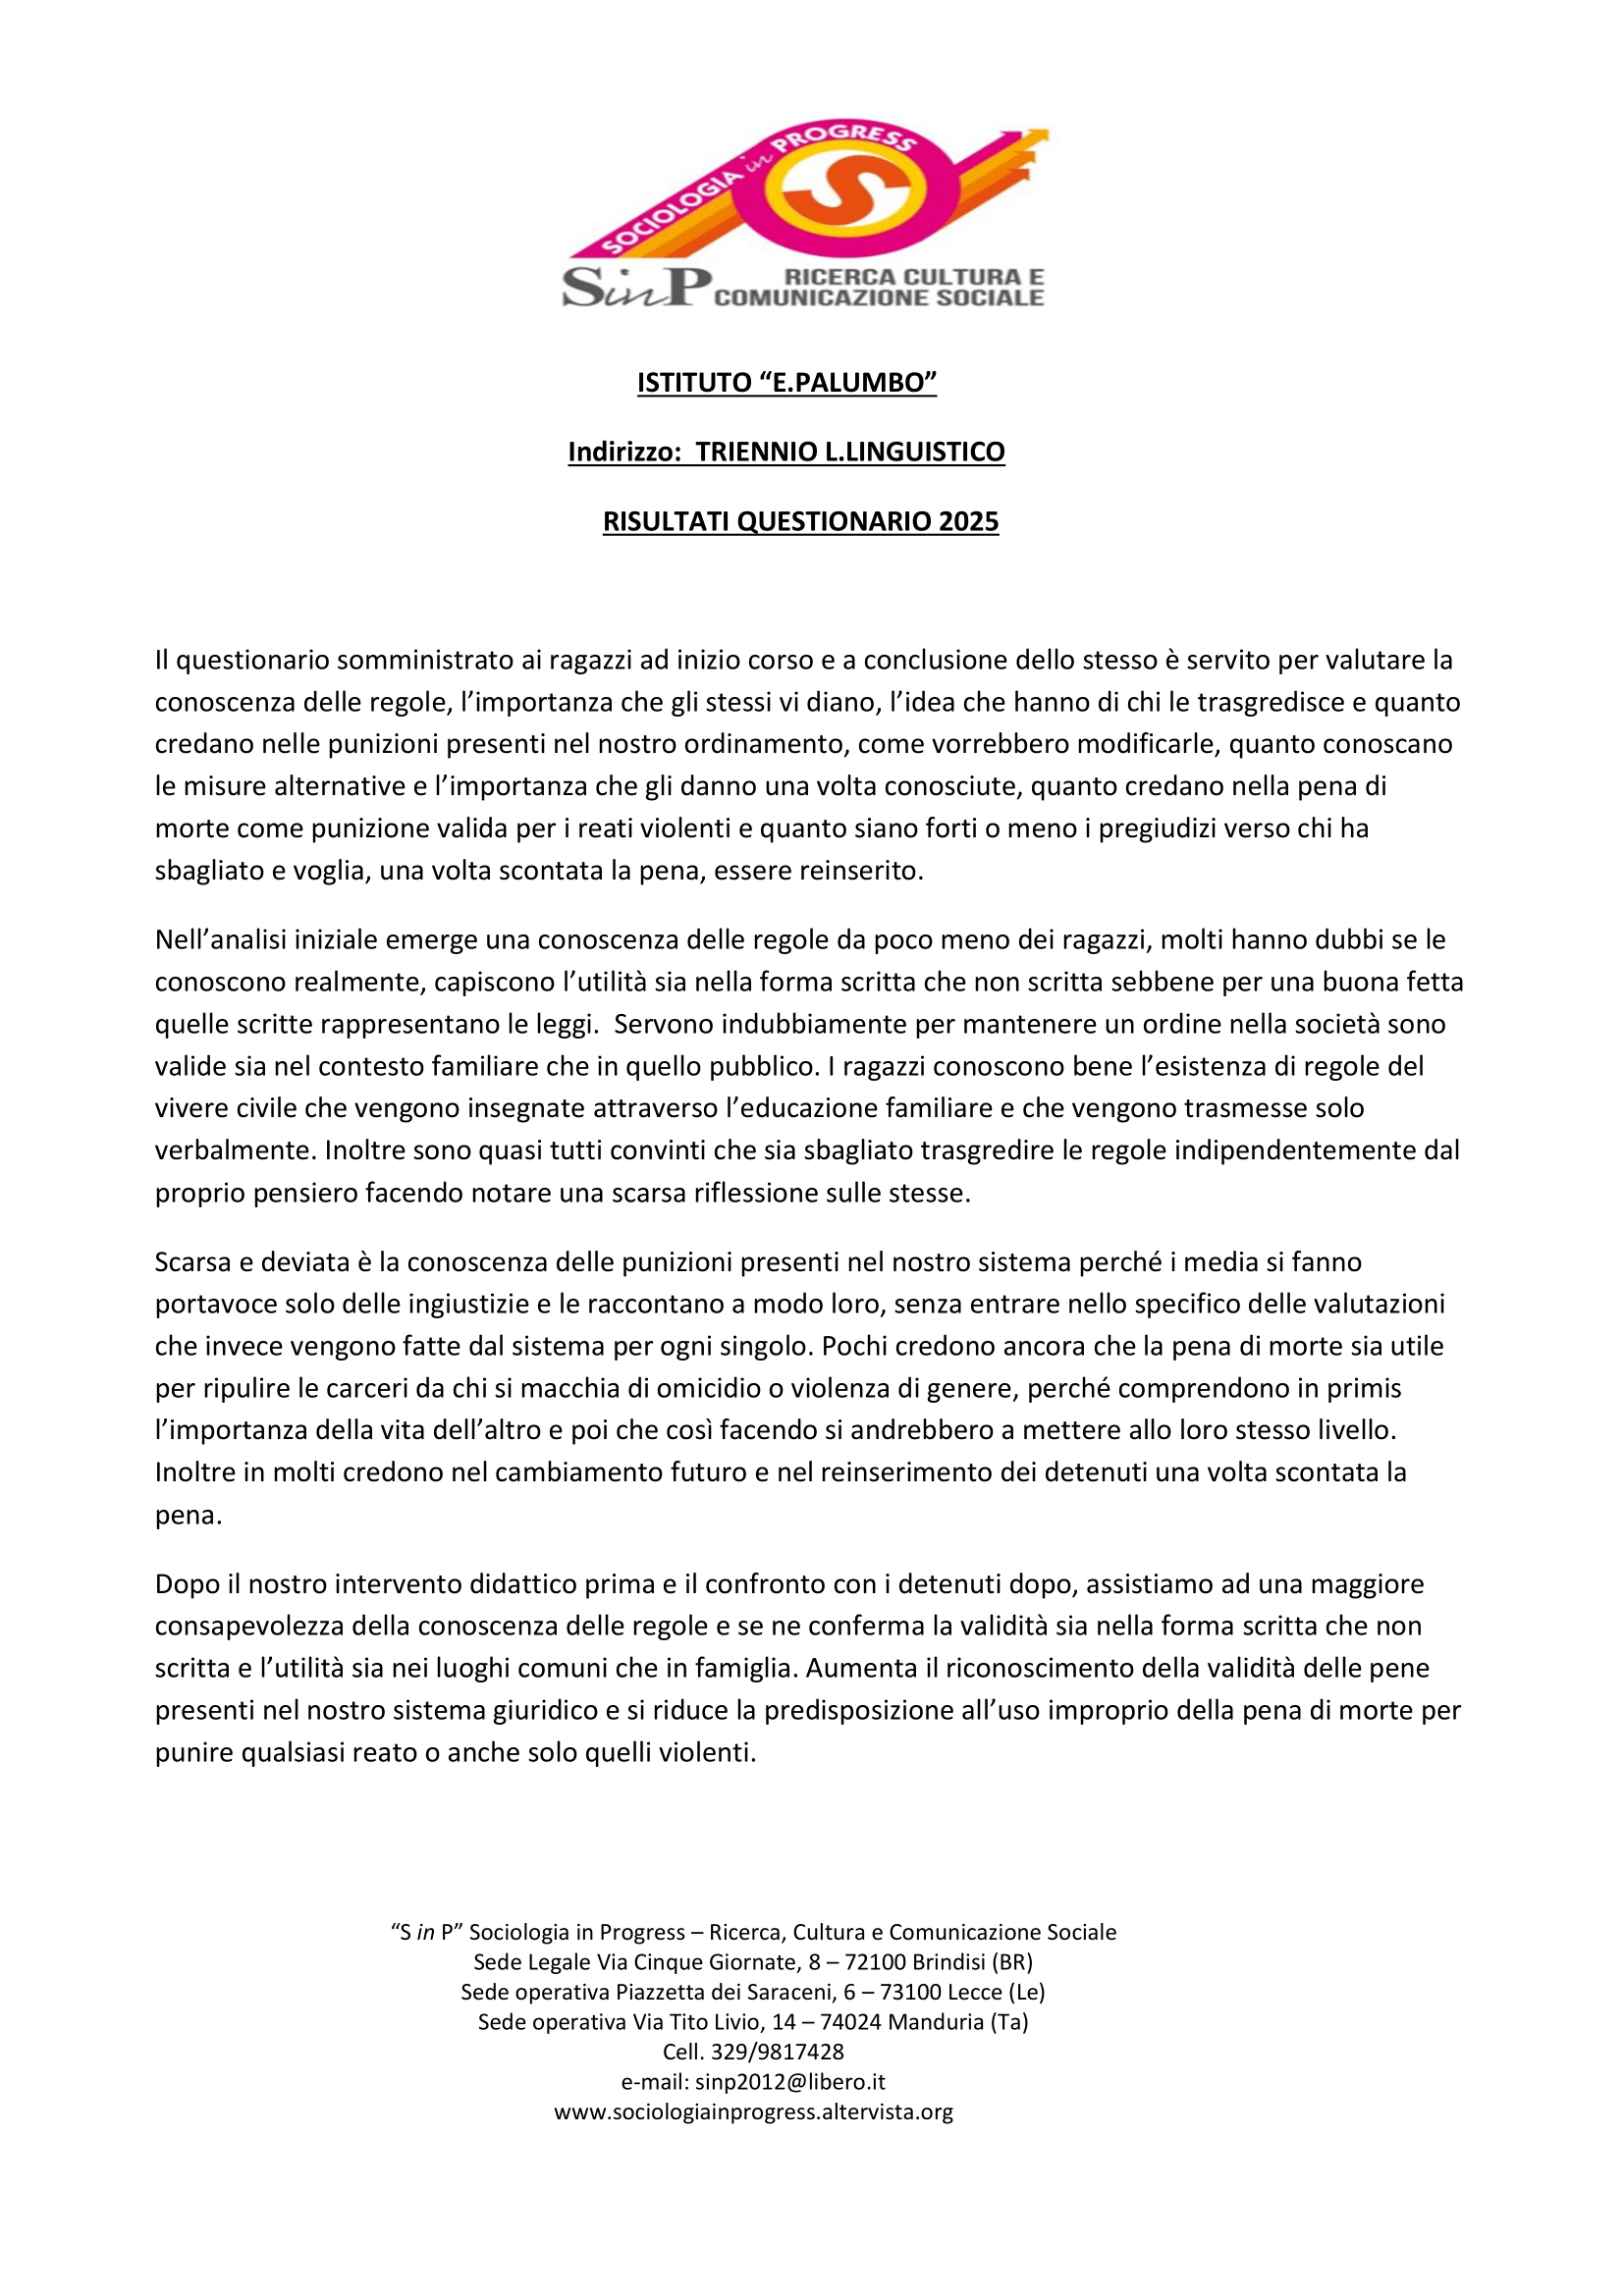 SOCIOLOGIA in PROGRESS
S
SinP RICERCA CULTURA E
COMUNICAZIONE SOCIALE
ISTITUTO “E.PALUMBO”
Indirizzo:  TRIENNIO L.LINGUISTICO
RISULTATI QUESTIONARIO 2025
Il questionario somministrato ai ragazzi ad inizio corso e a conclusione dello stesso è servito per valutare la
conoscenza delle regole, l’importanza che gli stessi vi diano, l’idea che hanno di chi le trasgredisce e quanto
credano nelle punizioni presenti nel nostro ordinamento, come vorrebbero modificarle, quanto conoscano
le misure alternative e l’importanza che gli danno una volta conosciute, quanto credano nella pena di
morte come punizione valida per i reati violenti e quanto siano forti o meno i pregiudizi verso chi ha
sbagliato e voglia, una volta scontata la pena, essere reinserito.
Nell’analisi iniziale emerge una conoscenza delle regole da poco meno dei ragazzi, molti hanno dubbi se le
conoscono realmente, capiscono l’utilità sia nella forma scritta che non scritta sebbene per una buona fetta
quelle scritte rappresentano le leggi.  Servono indubbiamente per mantenere un ordine nella società sono
valide sia nel contesto familiare che in quello pubblico. I ragazzi conoscono bene l’esistenza di regole del
vivere civile che vengono insegnate attraverso l’educazione familiare e che vengono trasmesse solo
verbalmente. Inoltre sono quasi tutti convinti che sia sbagliato trasgredire le regole indipendentemente dal
proprio pensiero facendo notare una scarsa riflessione sulle stesse.
Scarsa e deviata è la conoscenza delle punizioni presenti nel nostro sistema perché i media si fanno
portavoce solo delle ingiustizie e le raccontano a modo loro, senza entrare nello specifico delle valutazioni
che invece vengono fatte dal sistema per ogni singolo. Pochi credono ancora che la pena di morte sia utile
per ripulire le carceri da chi si macchia di omicidio o violenza di genere, perché comprendono in primis
l’importanza della vita dell’altro e poi che così facendo si andrebbero a mettere allo loro stesso livello.
Inoltre in molti credono nel cambiamento futuro e nel reinserimento dei detenuti una volta scontata la
pena.
Dopo il nostro intervento didattico prima e il confronto con i detenuti dopo, assistiamo ad una maggiore
consapevolezza della conoscenza delle regole e se ne conferma la validità sia nella forma scritta che non
scritta e l’utilità sia nei luoghi comuni che in famiglia. Aumenta il riconoscimento della validità delle pene
presenti nel nostro sistema giuridico e si riduce la predisposizione all’uso improprio della pena di morte per
punire qualsiasi reato o anche solo quelli violenti.
“S in P” Sociologia in Progress – Ricerca, Cultura e Comunicazione Sociale
Sede Legale Via Cinque Giornate, 8 – 72100 Brindisi (BR)
Sede operativa Piazzetta dei Saraceni, 6 – 73100 Lecce (Le)
Sede operativa Via Tito Livio, 14 – 74024 Manduria (Ta)
Cell. 329/9817428
e-mail: sinp2012@libero.it
www.sociologiainprogress.altervista.org